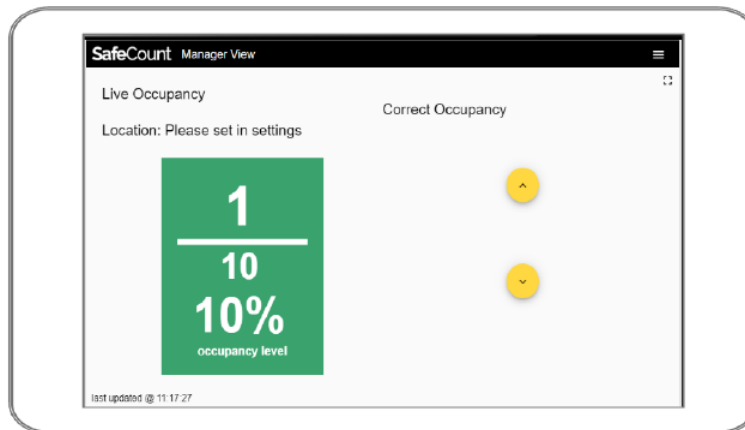 SafeCount Manager View
Live Occupancy
Correct Occupancy
Location: Please set in settings
1
10
10%
occupancy level
last updated @ 11:17:27